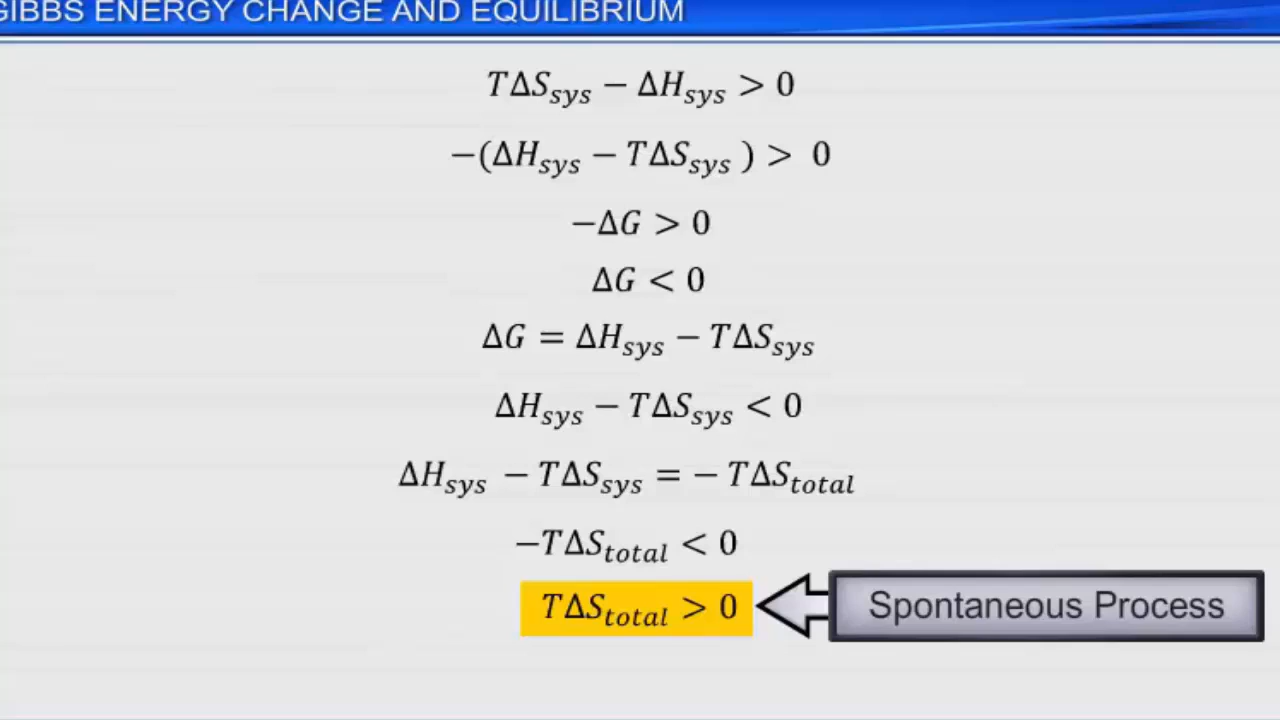 GIBBS ENERGY CHANGE AND EQUILIBRIUM
TΔS_sys − ΔH_sys > 0
−(ΔH_sys − TΔS_sys ) > 0
−ΔG > 0
ΔG < 0
ΔG = ΔH_sys − TΔS_sys
ΔH_sys − TΔS_sys < 0
ΔH_sys − TΔS_sys = − TΔS_total
−TΔS_total < 0
TΔS_total > 0
Spontaneous Process